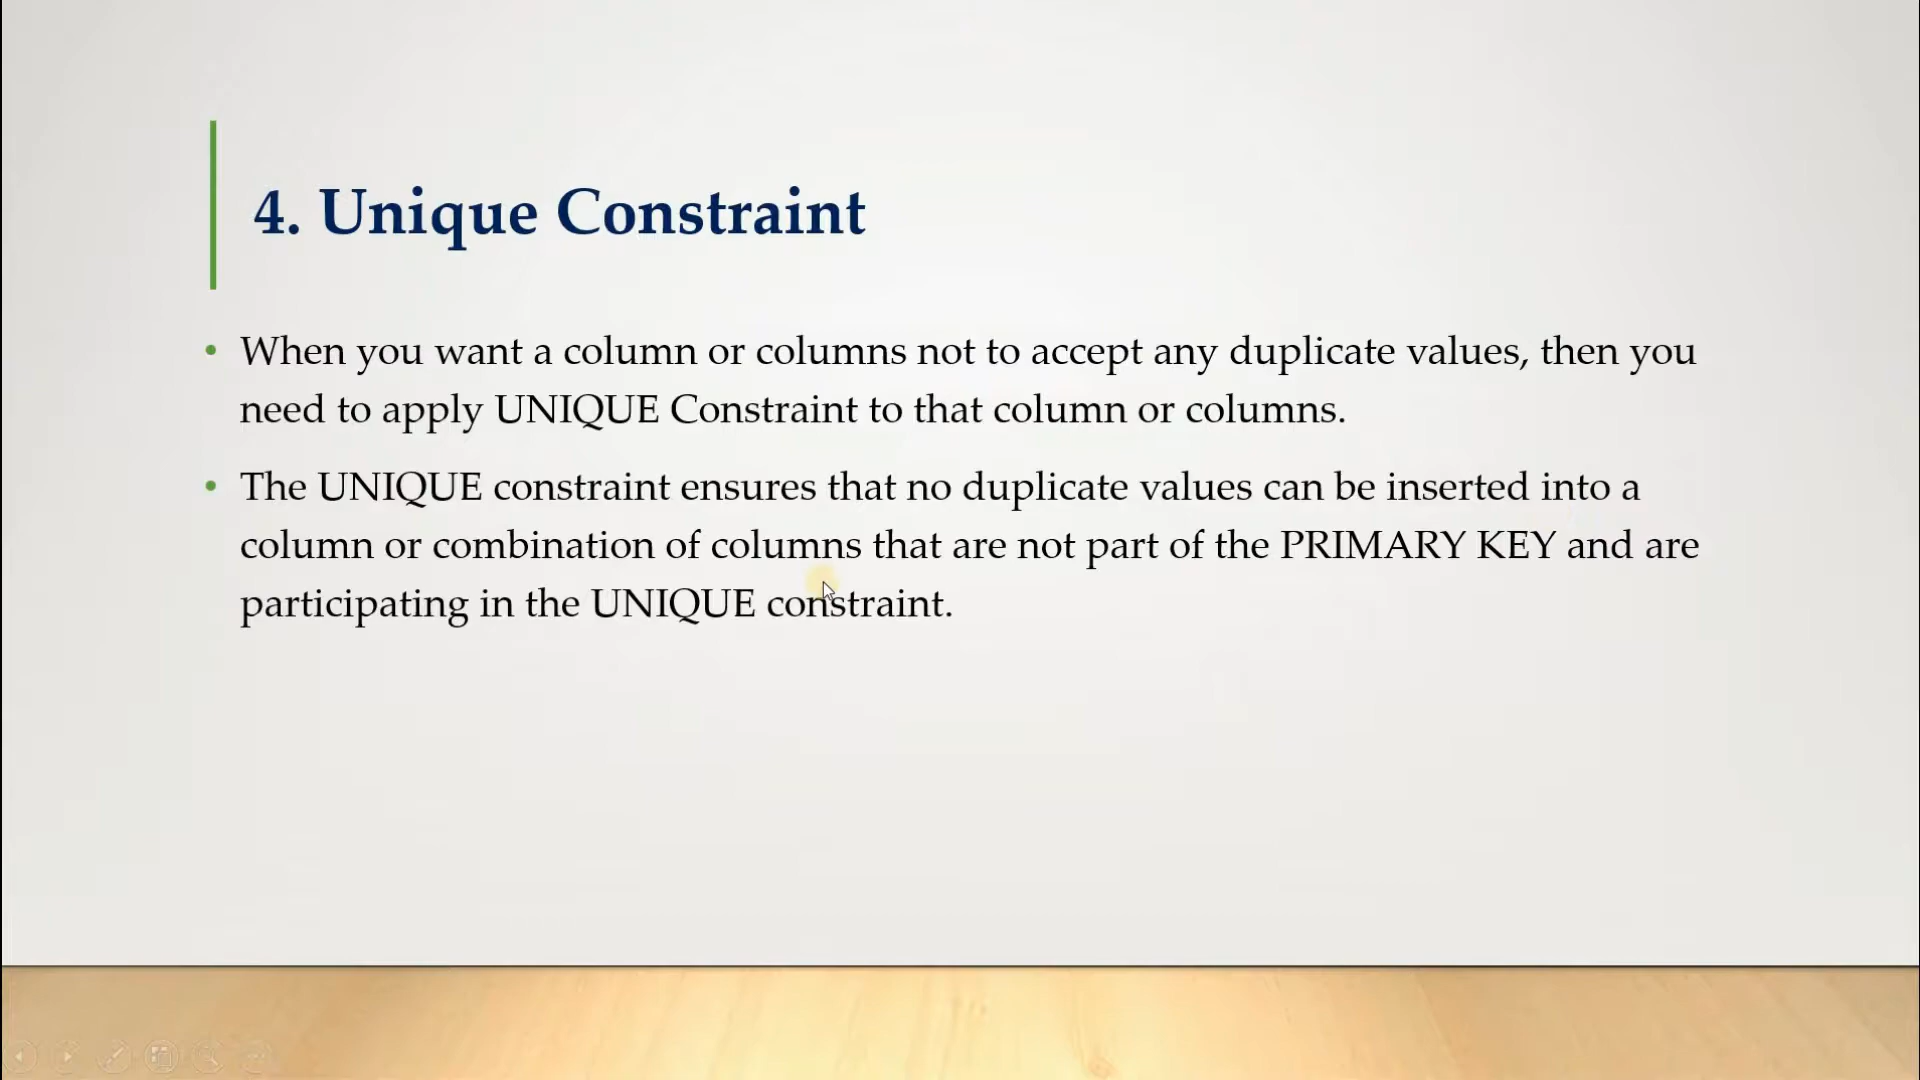 4. Unique Constraint
• When you want a column or columns not to accept any duplicate values, then you
need to apply UNIQUE Constraint to that column or columns.
• The UNIQUE constraint ensures that no duplicate values can be inserted into a
column or combination of columns that are not part of the PRIMARY KEY and are
participating in the UNIQUE constraint.